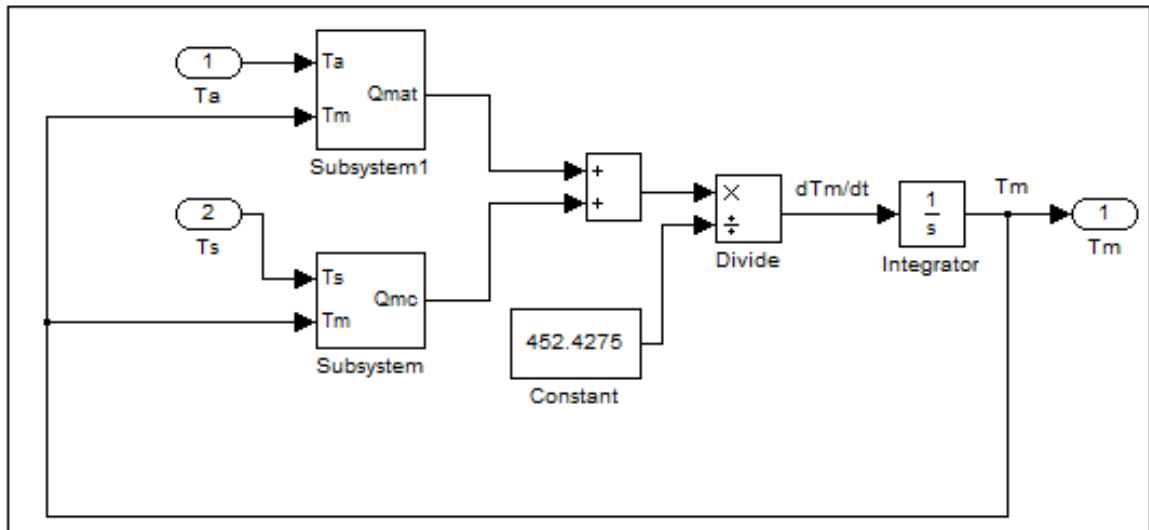 1
Ta
Ta
Tm
Qmat
Subsystem1
2
Ts
Ts
Tm
Qmc
Subsystem
+
+
×
÷
Divide
452.4275
Constant
dTm/dt
1
s
Integrator
Tm
1
Tm